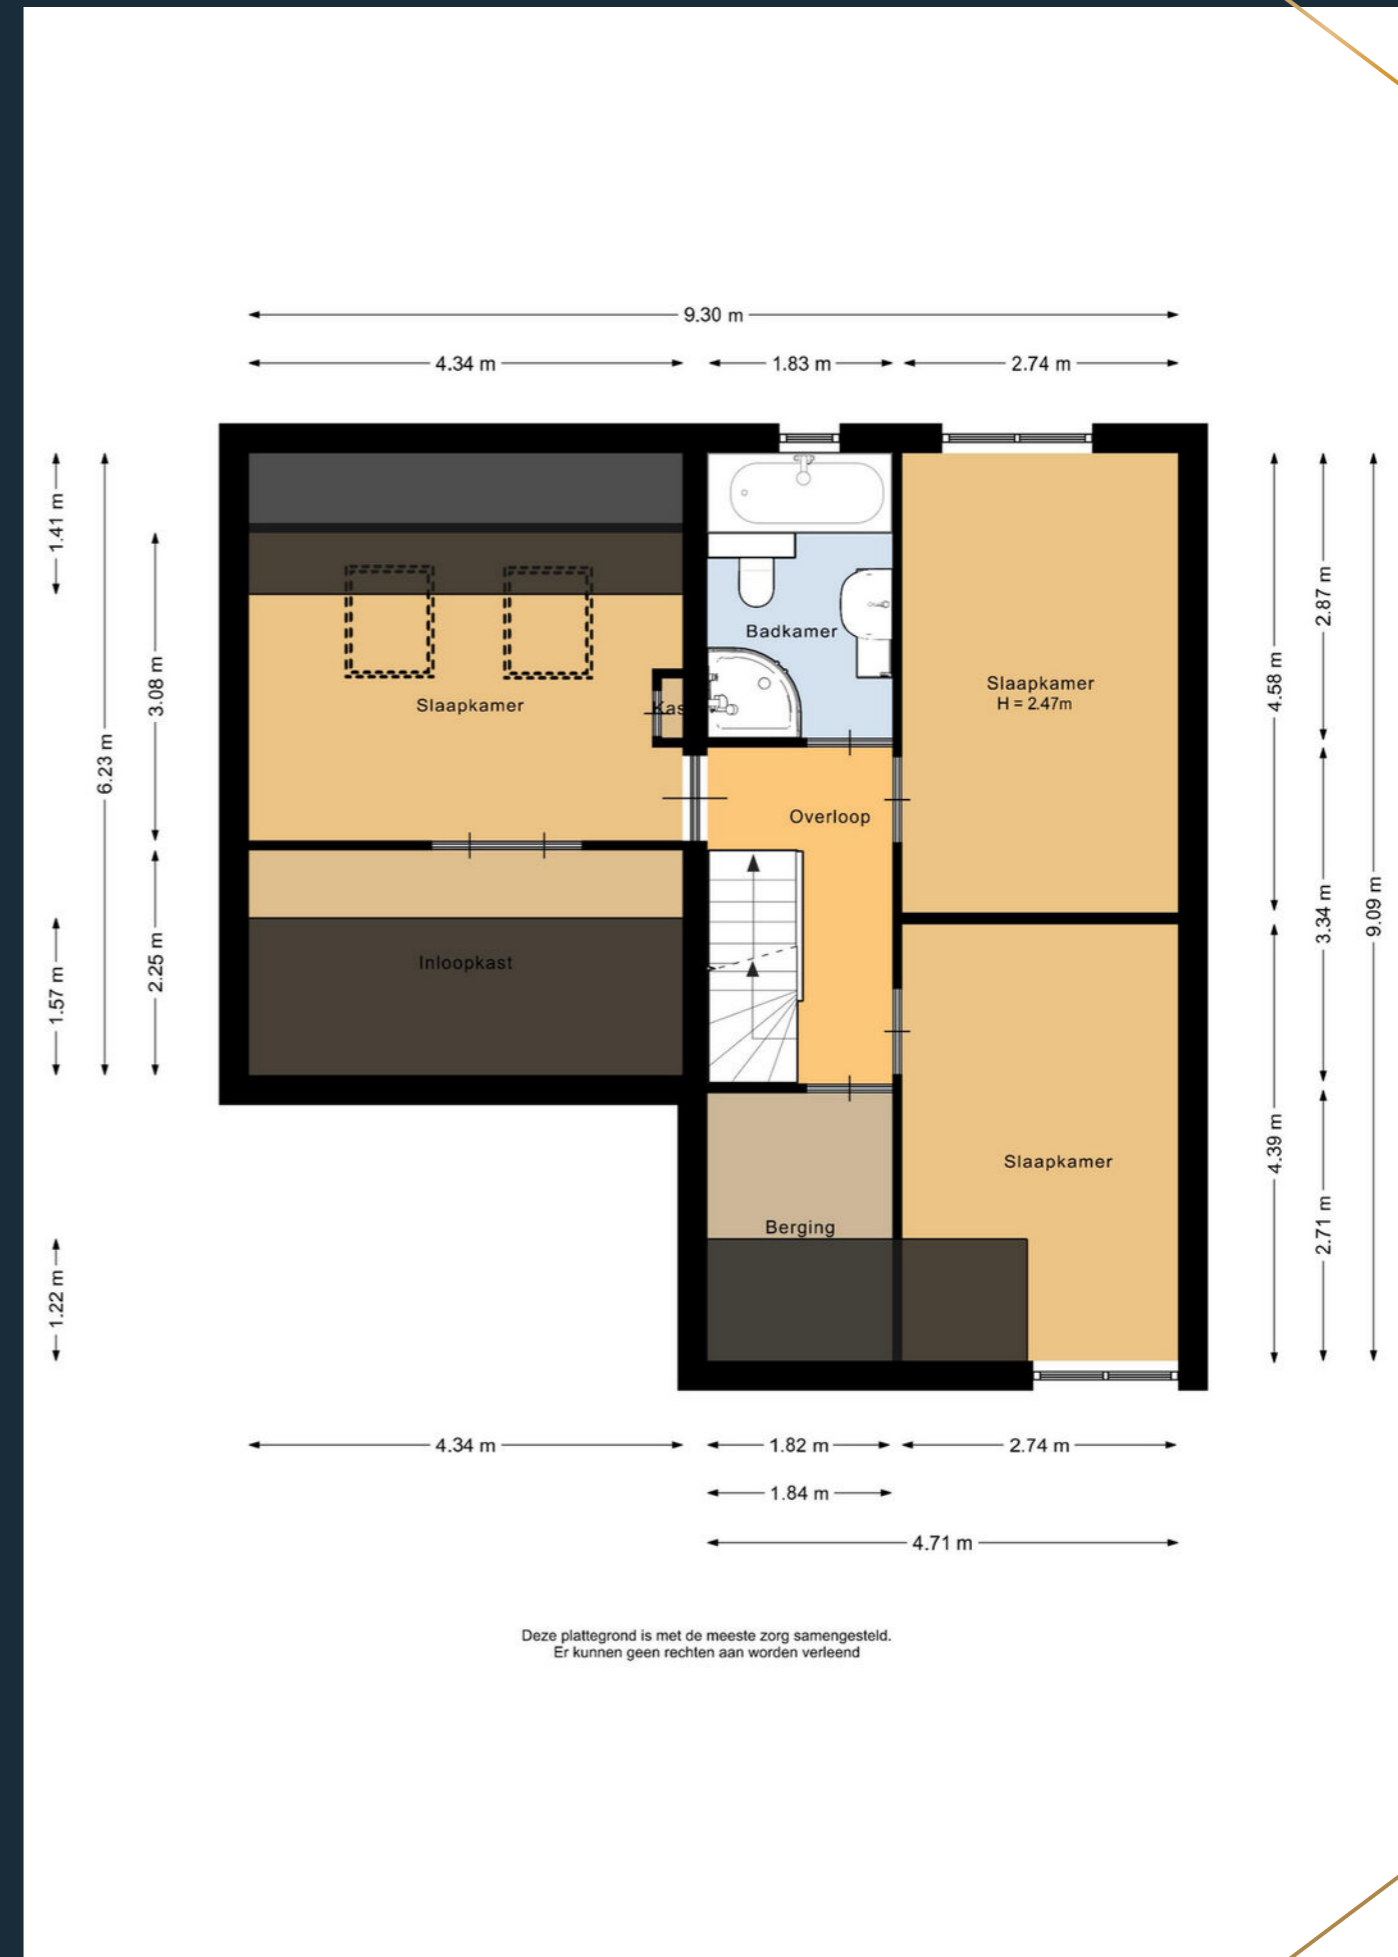 9.30 m
4.34 m
1.83 m
2.74 m
1.41 m
6.23 m
3.08 m
2.25 m
1.57 m
1.22 m
Slaapkamer
Kas
Badkamer
Slaapkamer
H = 2.47m
Overloop
Inloopkast
Slaapkamer
Berging
4.58 m
2.87 m
3.34 m
9.09 m
4.39 m
2.71 m
4.34 m
1.82 m
2.74 m
1.84 m
4.71 m
Deze plattegrond is met de meeste zorg samengesteld.
Er kunnen geen rechten aan worden verleend